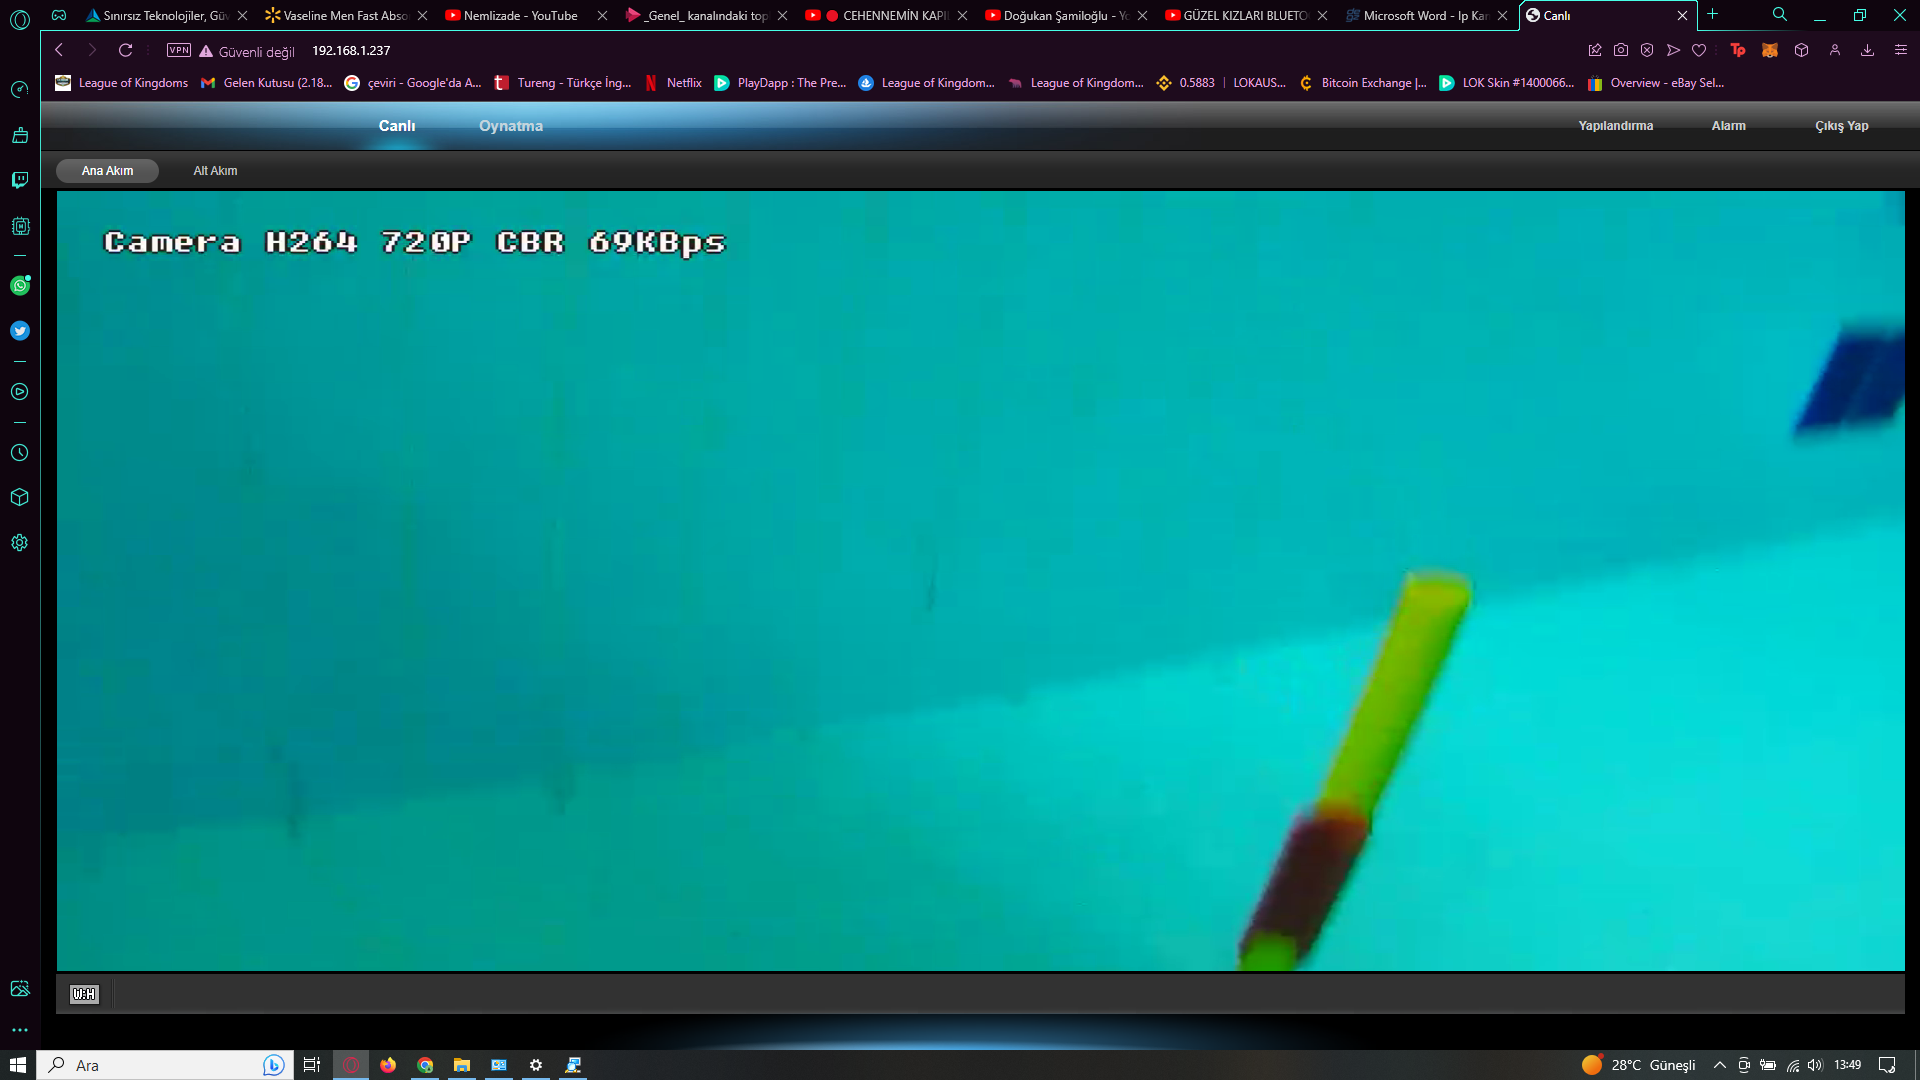 Sınırsız Teknolojiler, Güv
Vaseline Men Fast Abso
Nemlizade - YouTube
_Genel_ kanalındaki top
CEHENNEMİN KAPI
Doğukan Şamiloğlu - Yo
GÜZEL KIZLARI BLUETO
Microsoft Word - Ip Kam
Canlı
VPN
Güvenli değil
192.168.1.237
League of Kingdoms
Gelen Kutusu (2.18...
çeviri - Google'da A...
Tureng - Türkçe İng...
Netflix
PlayDapp : The Pre...
League of Kingdom...
League of Kingdom...
0.5883 | LOKAUS...
Bitcoin Exchange |...
LOK Skin #1400066...
Overview - eBay Sel...
Canlı
Oynatma
Yapılandırma
Alarm
Çıkış Yap
Ana Akım
Alt Akım
Camera H264 720P CBR 69KBps
W:H
Ara
28°C Güneşli
13:49